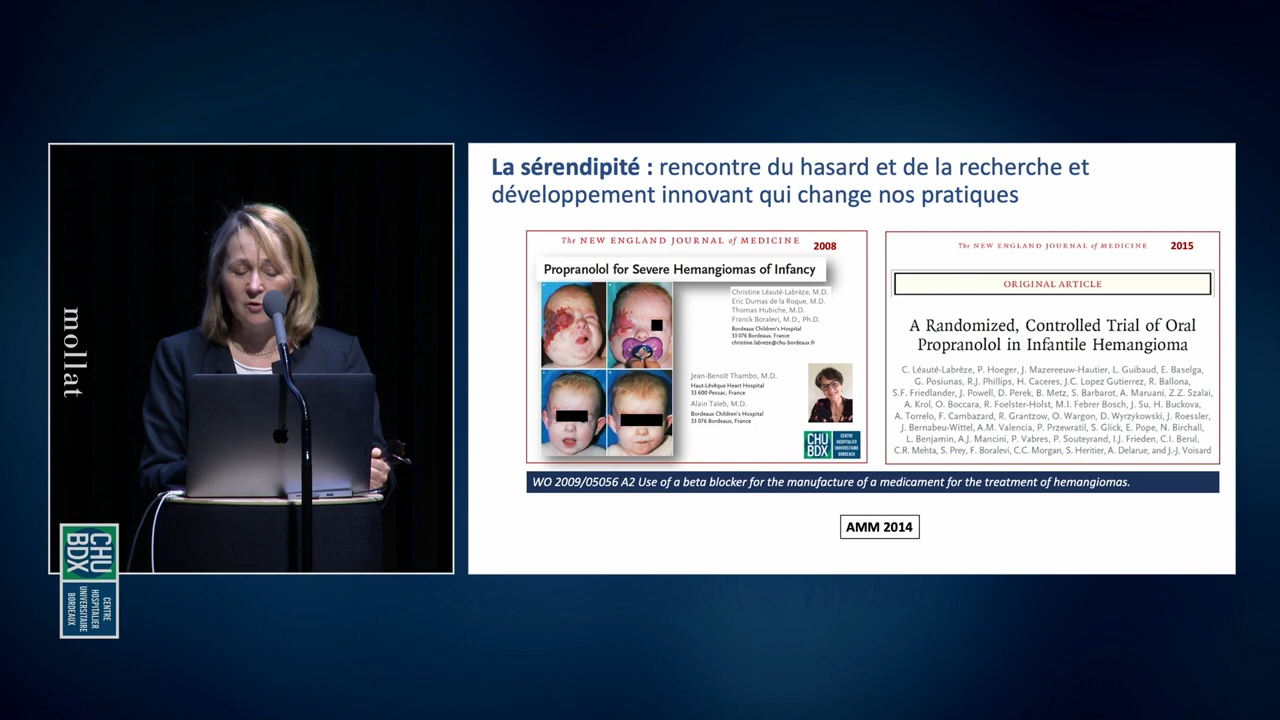 mollat
CHU
BDX
CENTRE
HOSPITALIER
UNIVERSITAIRE
BORDEAUX
La sérendipité : rencontre du hasard et de la recherche et
développement innovant qui change nos pratiques
The NEW ENGLAND JOURNAL of MEDICINE 2008
Propranolol for Severe Hemangiomas of Infancy
Christine Léauté-Labrèze, M.D.
Eric Dumas de la Roque, M.D.
Thomas Hubiche, M.D.
Franck Boralevi, M.D., Ph.D.
Bordeaux Children's Hospital
33 076 Bordeaux, France
christine.labreze@chu-bordeaux.fr
Jean-Benoît Thambo, M.D.
Haut-Lévêque Heart Hospital
33 600 Pessac, France
Alain Taïeb, M.D.
Bordeaux Children's Hospital
33 076 Bordeaux, France
CHU
BDX
CENTRE
HOSPITALIER
UNIVERSITAIRE
BORDEAUX
The NEW ENGLAND JOURNAL of MEDICINE 2015
ORIGINAL ARTICLE
A Randomized, Controlled Trial of Oral
Propranolol in Infantile Hemangioma
C. Léauté-Labrèze, P. Hoeger, J. Mazereeuw-Hautier, L. Guibaud, E. Baselga,
G. Posiunas, R.J. Phillips, H. Caceres, J.C. Lopez Gutierrez, R. Ballona,
S.F. Friedlander, J. Powell, D. Perek, B. Metz, S. Barbarot, A. Maruani, Z.Z. Szalai,
A. Krol, O. Boccara, R. Foelster-Holst, M.I. Febrer Bosch, J. Su, H. Buckova,
A. Torrelo, F. Cambazard, R. Grantzow, O. Wargon, D. Wyrzykowski, J. Roessler,
J. Bernabeu-Wittel, A.M. Valencia, P. Przewratil, S. Glick, E. Pope, N. Birchall,
L. Benjamin, A.J. Mancini, P. Vabres, P. Souteyrand, I.J. Frieden, C.I. Berul,
C.R. Mehta, S. Prey, F. Boralevi, C.C. Morgan, S. Heritier, A. Delarue, and J.-J. Voisard
WO 2009/05056 A2 Use of a beta blocker for the manufacture of a medicament for the treatment of hemangiomas.
AMM 2014